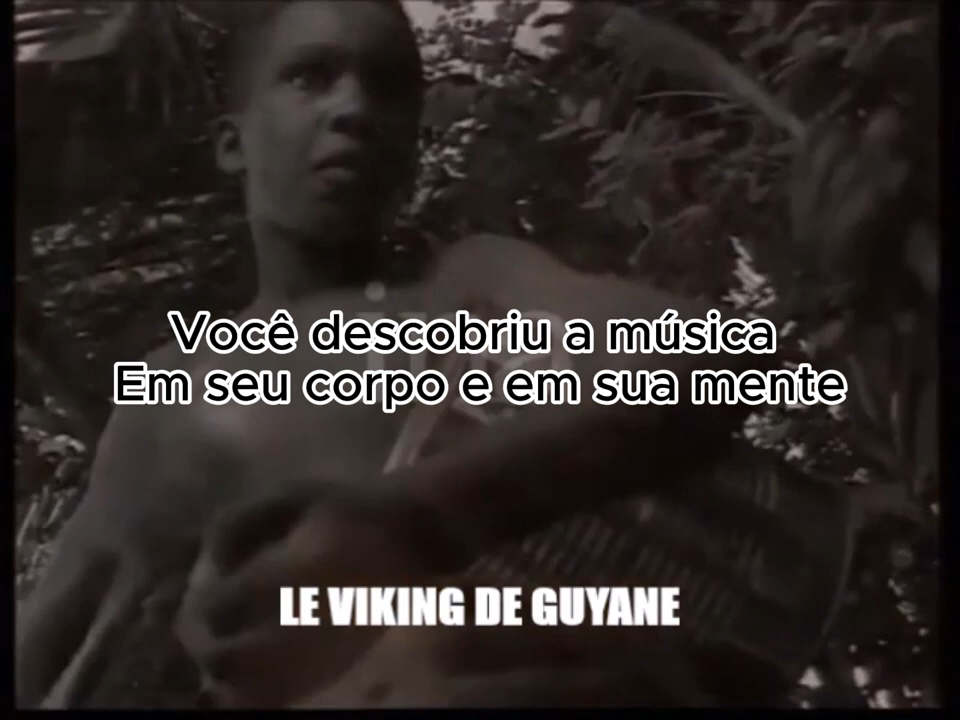 Você descobriu a música
Em seu corpo e em sua mente
LE VIKING DE GUYANE